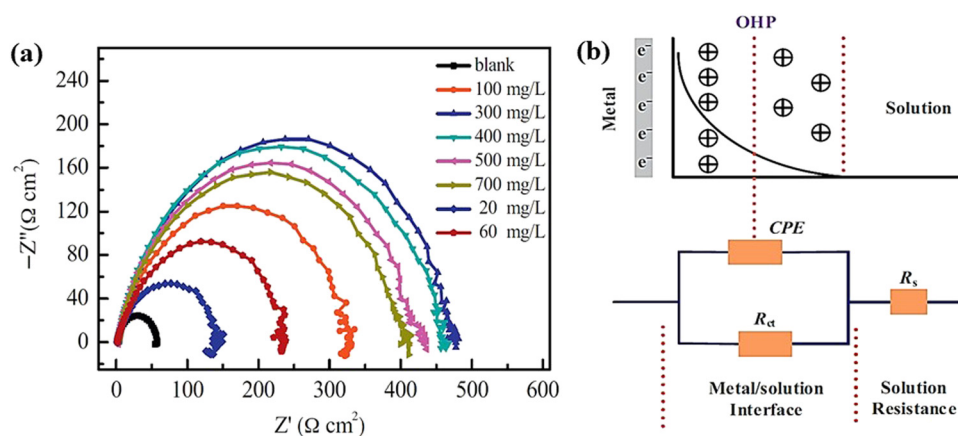 (a)
−Z″(Ω cm²)
240
200
160
120
80
40
0
0
100
200
300
400
500
600
Z' (Ω cm²)
blank
100 mg/L
300 mg/L
400 mg/L
500 mg/L
700 mg/L
20 mg/L
60 mg/L
(b)
OHP
Metal
e⁻
e⁻
e⁻
e⁻
e⁻
Solution
CPE
Rct
Rs
Metal/solution
Interface
Solution
Resistance